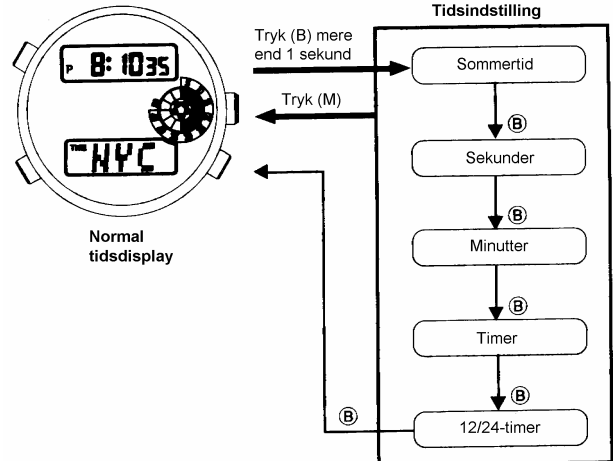 Tidsindstilling
Tryk (B) mere
end 1 sekund
Tryk (M)
P 8:10 35
TME
NYC
Normal
tidsdisplay
Sommertid
B
Sekunder
B
Minutter
B
Timer
B
12/24-timer
B